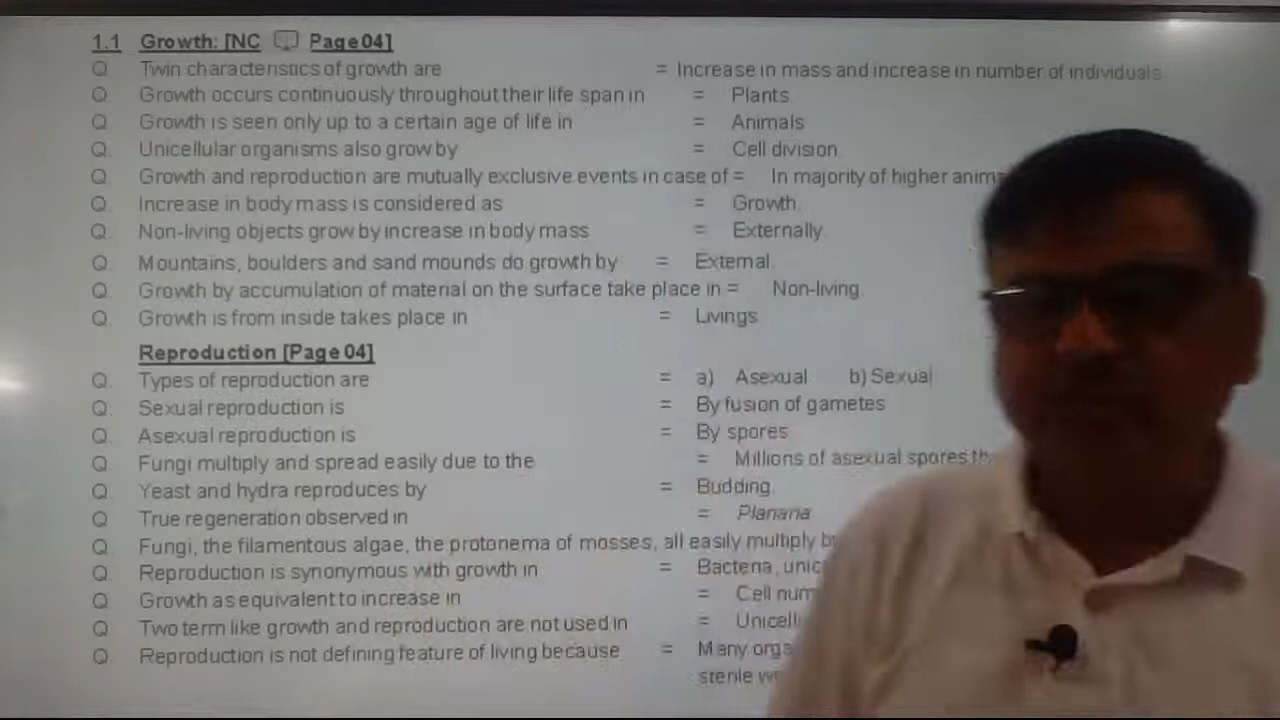 1.1 Growth: [NC Page 04]
Q. Twin characteristics of growth are = Increase in mass and increase in number of individuals
Q. Growth occurs continuously throughout their life span in = Plants.
Q. Growth is seen only up to a certain age of life in = Animals
Q. Unicellular organisms also grow by = Cell division.
Q. Growth and reproduction are mutually exclusive events in case of = In majority of higher
Q. Increase in body mass is considered as = Growth.
Q. Non-living objects grow by increase in body mass = Externally.
Q. Mountains, boulders and sand mounds do growth by = External.
Q. Growth by accumulation of material on the surface take place in = Non-living.
Q. Growth is from inside takes place in = Livings
Reproduction [Page 04]
Q. Types of reproduction are = a) Asexual b) Sexual
Q. Sexual reproduction is = By fusion of gametes
Q. Asexual reproduction is = By spores
Q. Fungi multiply and spread easily due to the = Millions of asexual spores
Q. Yeast and hydra reproduces by = Budding.
Q. True regeneration observed in = Planaria
Q. Fungi, the filamentous algae, the protonema of mosses, all easily multiply
Q. Reproduction is synonymous with growth in = Bacteria,
Q. Growth as equivalent to increase in = Cell
Q. Two term like growth and reproduction are not used in =
Q. Reproduction is not defining feature of living because = Many
sterile